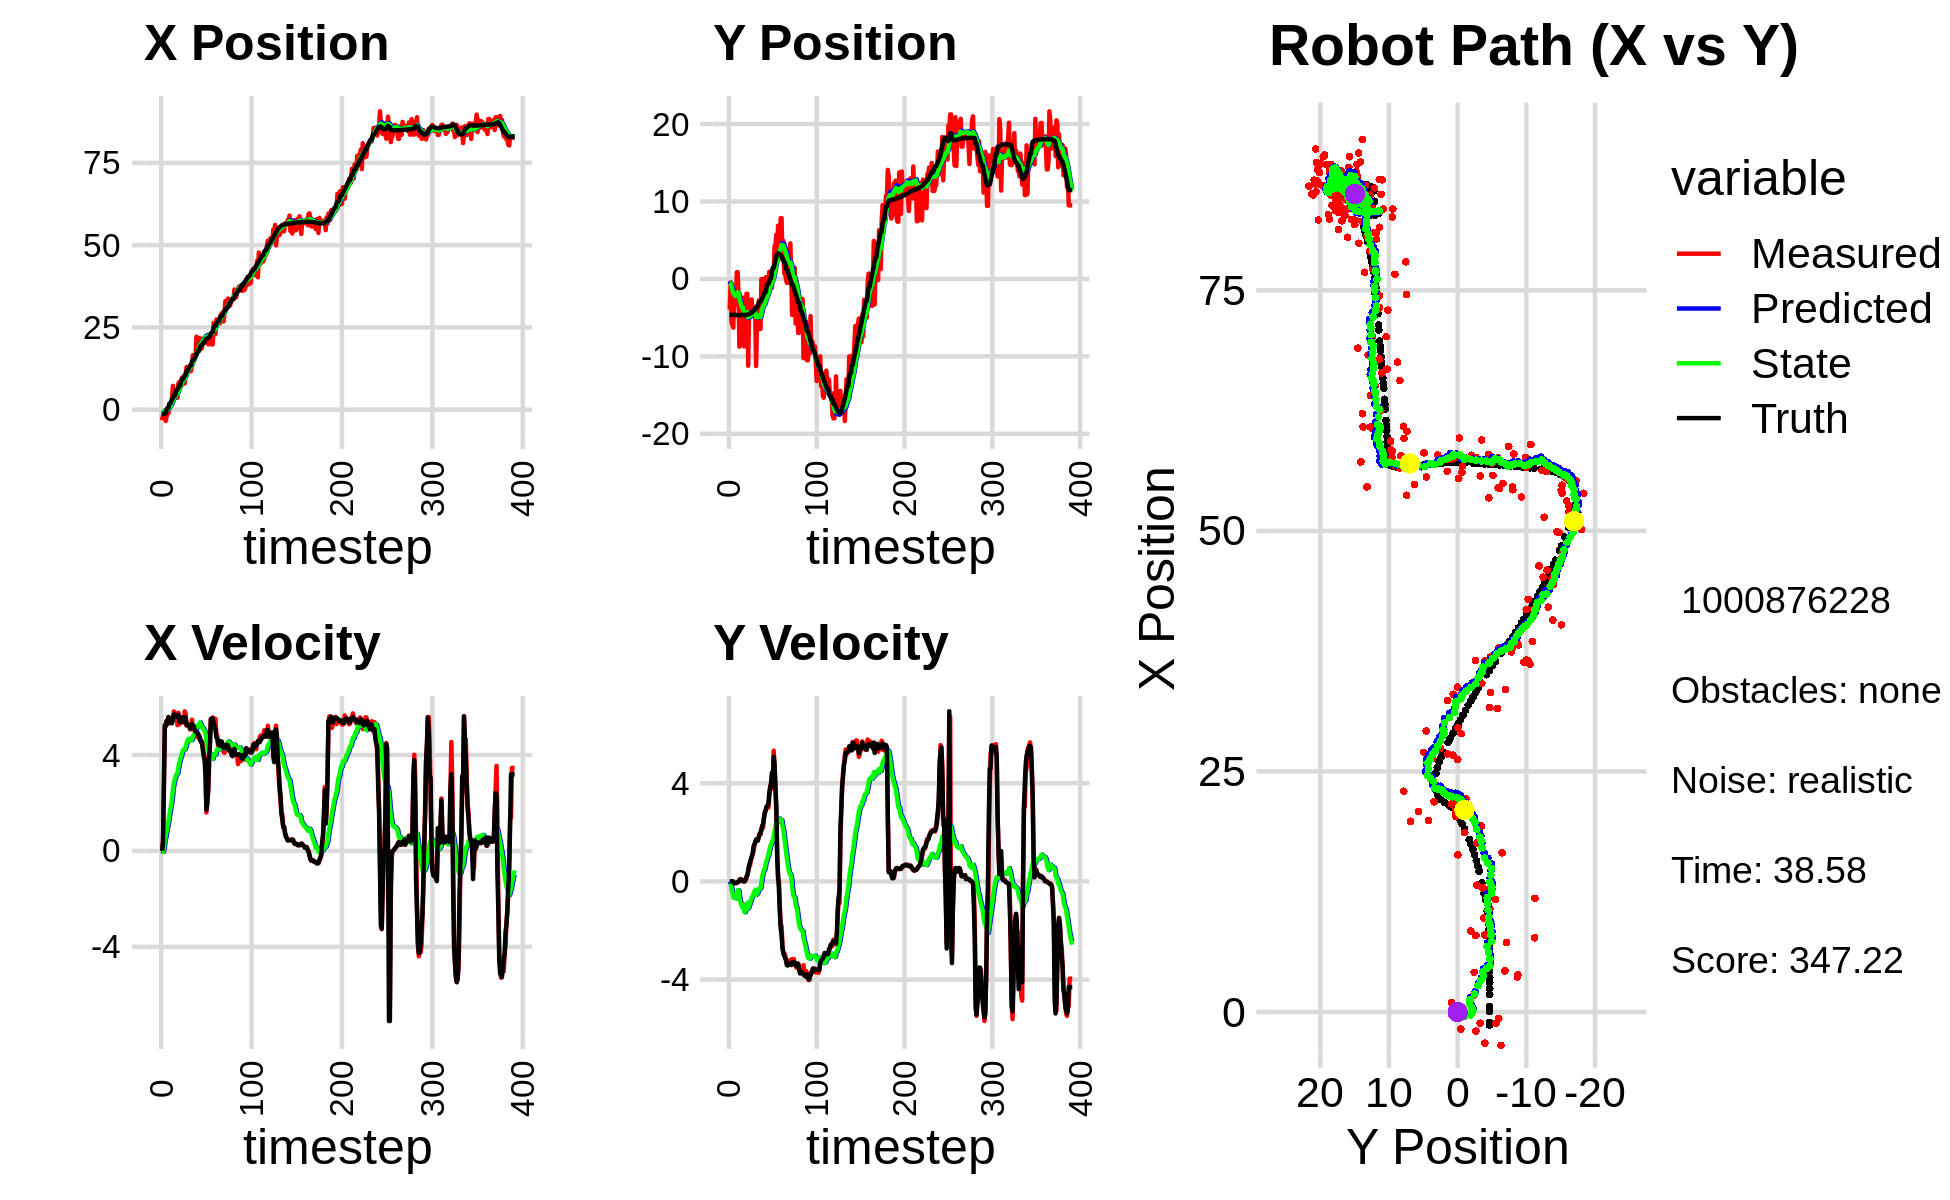 X Position
75
50
25
0
0
100
200
300
400
timestep
Y Position
20
10
0
-10
-20
0
100
200
300
400
timestep
X Velocity
4
0
-4
0
100
200
300
400
timestep
Y Velocity
4
0
-4
0
100
200
300
400
timestep
Robot Path (X vs Y)
X Position
75
50
25
0
20 10 0 -10 -20
Y Position
variable
Measured
Predicted
State
Truth
1000876228
Obstacles: none
Noise: realistic
Time: 38.58
Score: 347.22